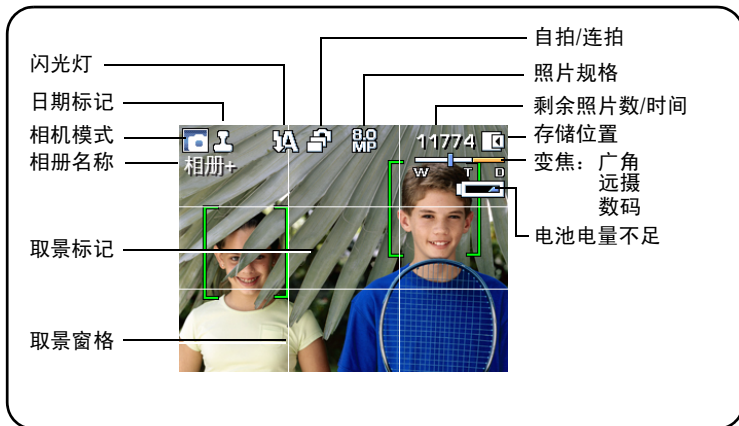 闪光灯
日期标记
相机模式
相册名称
取景标记
取景窗格
自拍/连拍
照片规格
剩余照片数/时间
存储位置
变焦：广角
远摄
数码
电池电量不足
A
8.0
MP
11774
相册+
W T D